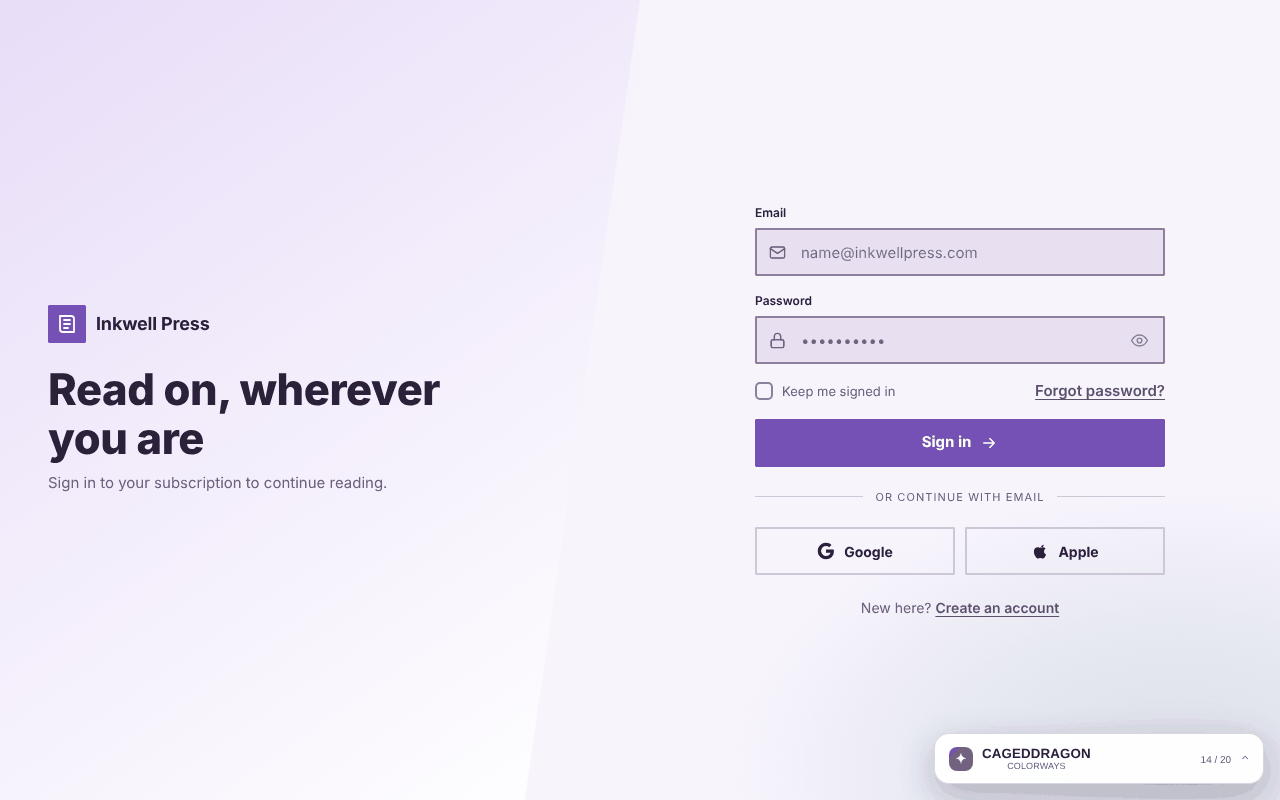 Inkwell Press
Read on, wherever
you are
Sign in to your subscription to continue reading.
Email
name@inkwellpress.com
Password
••••••••••
Keep me signed in
Forgot password?
Sign in
OR CONTINUE WITH EMAIL
Google
Apple
New here? Create an account
CAGEDDRAGON
COLORWAYS
14 / 20